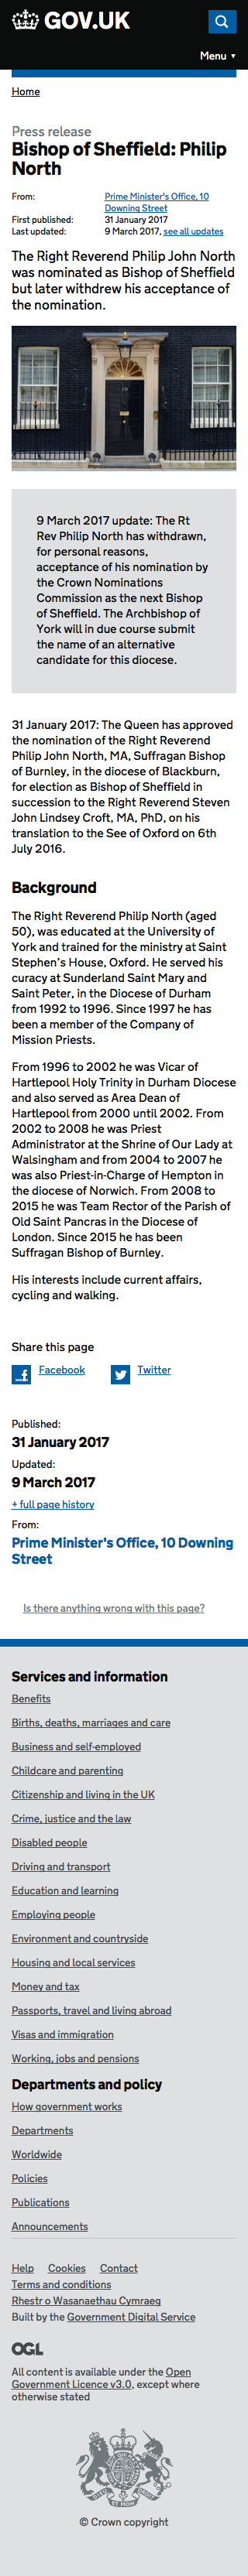 GOV.UK
Menu ▼
Home
Press release
Bishop of Sheffield: Philip
North
From:
Prime Minister's Office, 10
Downing Street
First published:
31 January 2017
Last updated:
9 March 2017, see all updates
The Right Reverend Philip John North
was nominated as Bishop of Sheffield
but later withdrew his acceptance of
the nomination.
10
9 March 2017 update: The Rt
Rev Philip North has withdrawn,
for personal reasons,
acceptance of his nomination by
the Crown Nominations
Commission as the next Bishop
of Sheffield. The Archbishop of
York will in due course submit
the name of an alternative
candidate for this diocese.
31 January 2017: The Queen has approved
the nomination of the Right Reverend
Philip John North, MA, Suffragan Bishop
of Burnley, in the diocese of Blackburn,
for election as Bishop of Sheffield in
succession to the Right Reverend Steven
John Lindsey Croft, MA, PhD, on his
translation to the See of Oxford on 6th
July 2016.
Background
The Right Reverend Philip North (aged
50), was educated at the University of
York and trained for the ministry at Saint
Stephen's House, Oxford. He served his
curacy at Sunderland Saint Mary and
Saint Peter, in the Diocese of Durham
from 1992 to 1996. Since 1997 he has
been a member of the Company of
Mission Priests.
From 1996 to 2002 he was Vicar of
Hartlepool Holy Trinity in Durham Diocese
and also served as Area Dean of
Hartlepool from 2000 until 2002. From
2002 to 2008 he was Priest
Administrator at the Shrine of Our Lady at
Walsingham and from 2004 to 2007 he
was also Priest-in-Charge of Hempton in
the diocese of Norwich. From 2008 to
2015 he was Team Rector of the Parish of
Old Saint Pancras in the Diocese of
London. Since 2015 he has been
Suffragan Bishop of Burnley.
His interests include current affairs,
cycling and walking.
Share this page
Facebook
Twitter
Published:
31 January 2017
Updated:
9 March 2017
+ full page history
From:
Prime Minister's Office, 10 Downing
Street
Is there anything wrong with this page?
Services and information
Benefits
Births, deaths, marriages and care
Business and self-employed
Childcare and parenting
Citizenship and living in the UK
Crime, justice and the law
Disabled people
Driving and transport
Education and learning
Employing people
Environment and countryside
Housing and local services
Money and tax
Passports, travel and living abroad
Visas and immigration
Working, jobs and pensions
Departments and policy
How government works
Departments
Worldwide
Policies
Publications
Announcements
Help Cookies Contact
Terms and conditions
Rhestr o Wasanaethau Cymraeg
Built by the Government Digital Service
OGL
All content is available under the Open
Government Licence v3.0, except where
otherwise stated
© Crown copyright